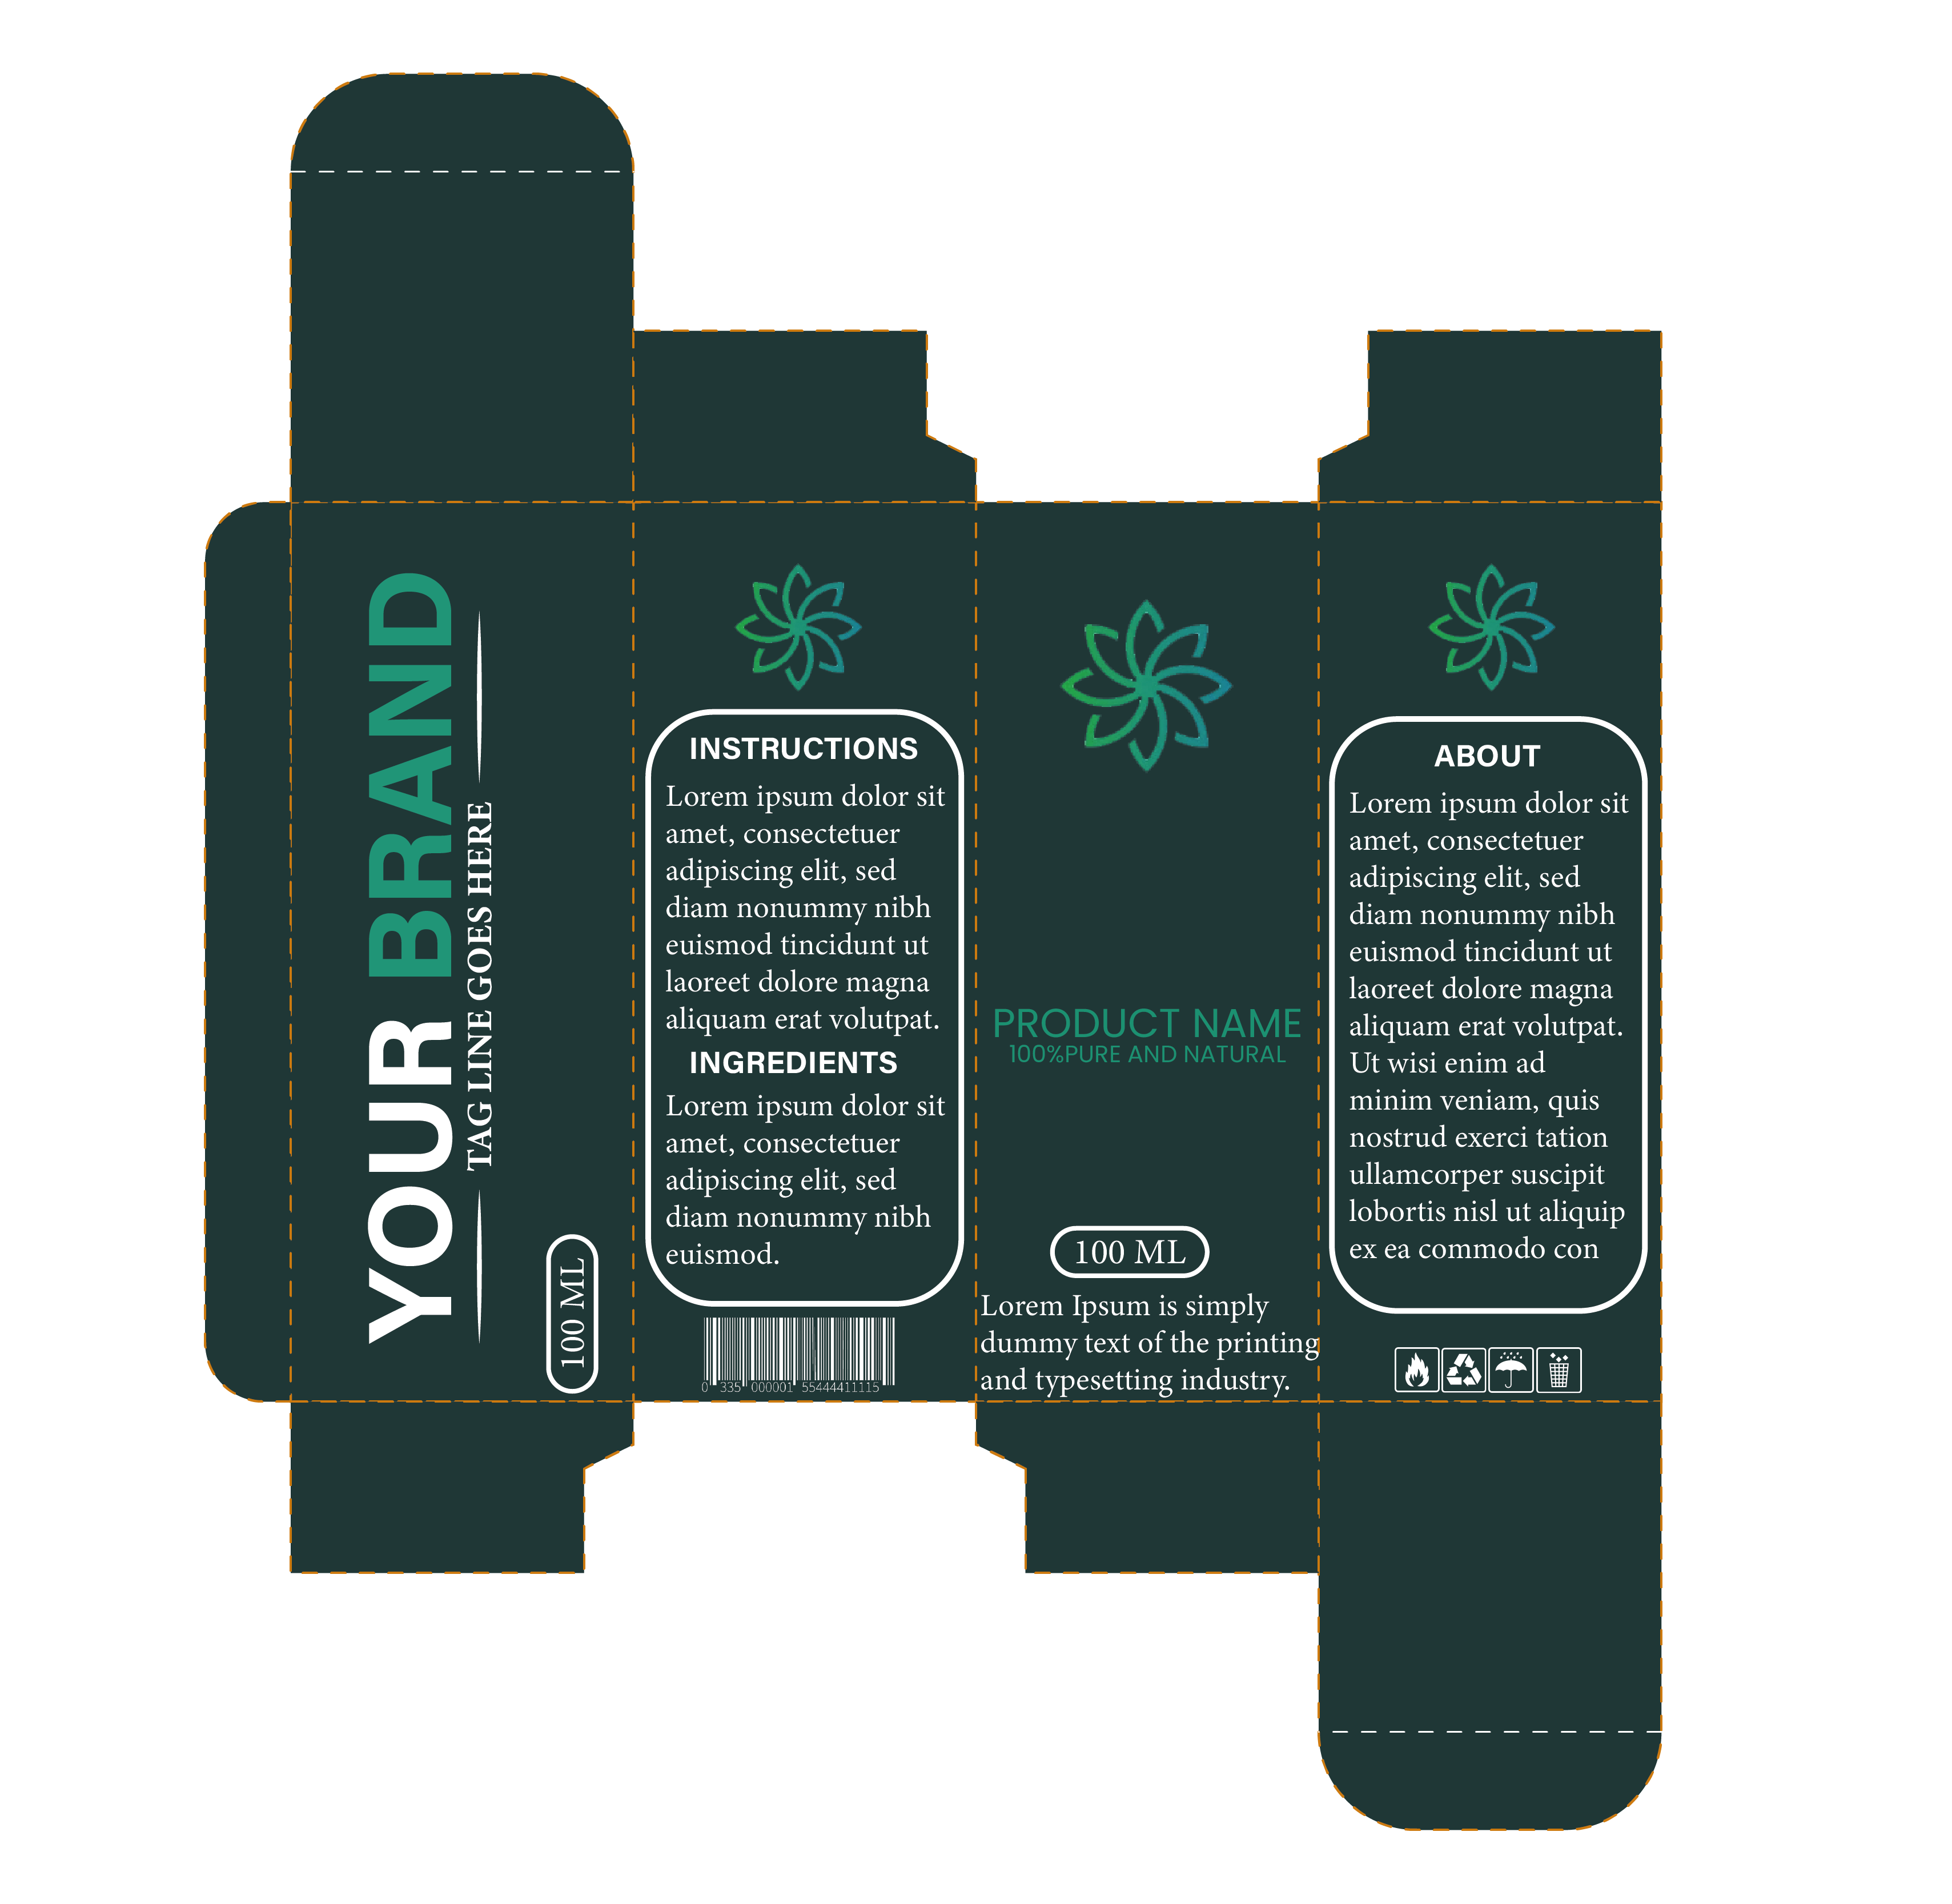 YOUR BRAND
TAG LINE GOES HERE
100 ML
INSTRUCTIONS
Lorem ipsum dolor sit
amet, consectetuer
adipiscing elit, sed
diam nonummy nibh
euismod tincidunt ut
laoreet dolore magna
aliquam erat volutpat.
INGREDIENTS
Lorem ipsum dolor sit
amet, consectetuer
adipiscing elit, sed
diam nonummy nibh
euismod.
0 335 000001 55444411115
PRODUCT NAME
100%PURE AND NATURAL
100 ML
Lorem Ipsum is simply
dummy text of the printing
and typesetting industry.
ABOUT
Lorem ipsum dolor sit
amet, consectetuer
adipiscing elit, sed
diam nonummy nibh
euismod tincidunt ut
laoreet dolore magna
aliquam erat volutpat.
Ut wisi enim ad
minim veniam, quis
nostrud exerci tation
ullamcorper suscipit
lobortis nisl ut aliquip
ex ea commodo con